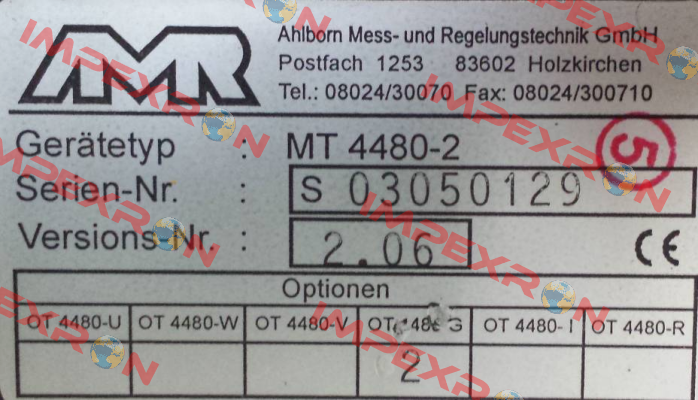 AMR
Ahlborn Mess- und Regelungstechnik GmbH
Postfach 1253 83602 Holzkirchen
Tel.: 08024/30070 Fax: 08024/300710
Gerätetyp : MT 4480-2
5
Serien-Nr. : S 03050129
Versions-Nr. : 2.06 CE
Optionen
OT 4480-U OT 4480-W OT 4480-V OT 4480-G OT 4480-I OT 4480-R
2
IMPEXRON